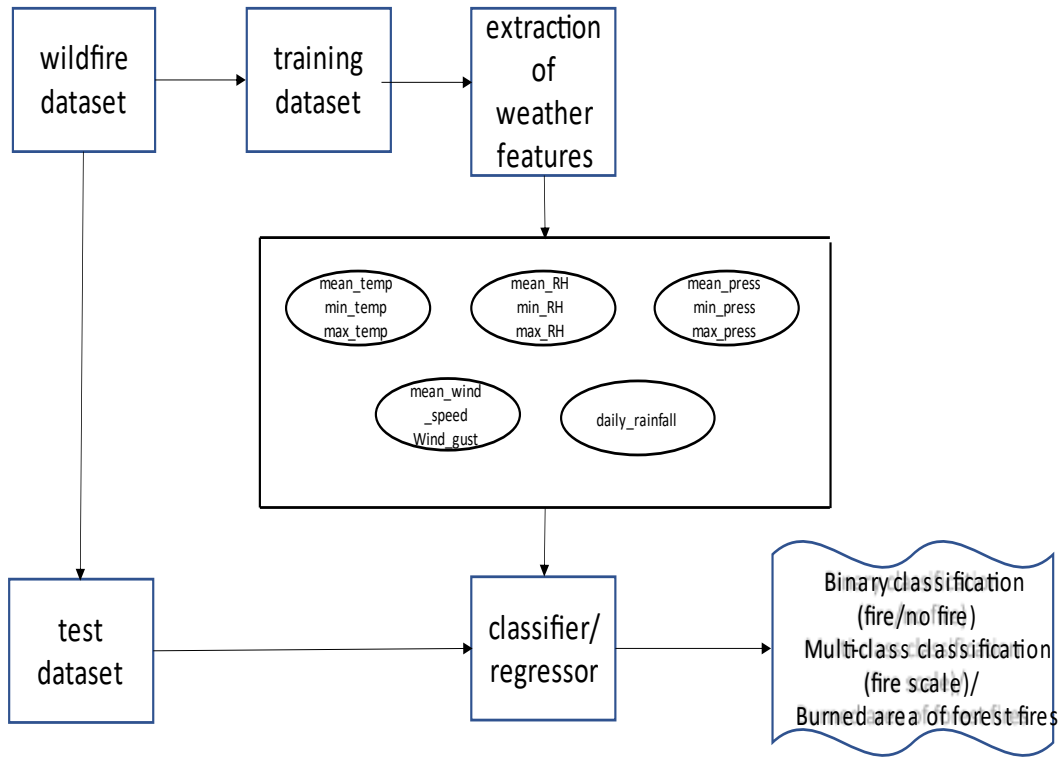 wildfire
dataset
training
dataset
extraction
of
weather
features
mean_temp
min_temp
max_temp
mean_RH
min_RH
max_RH
mean_press
min_press
max_press
mean_wind
_speed
Wind_gust
daily_rainfall
test
dataset
classifier/
regressor
Binary classification
(fire/no fire)
Multi-class classification
(fire scale)/
Burned area of forest fires